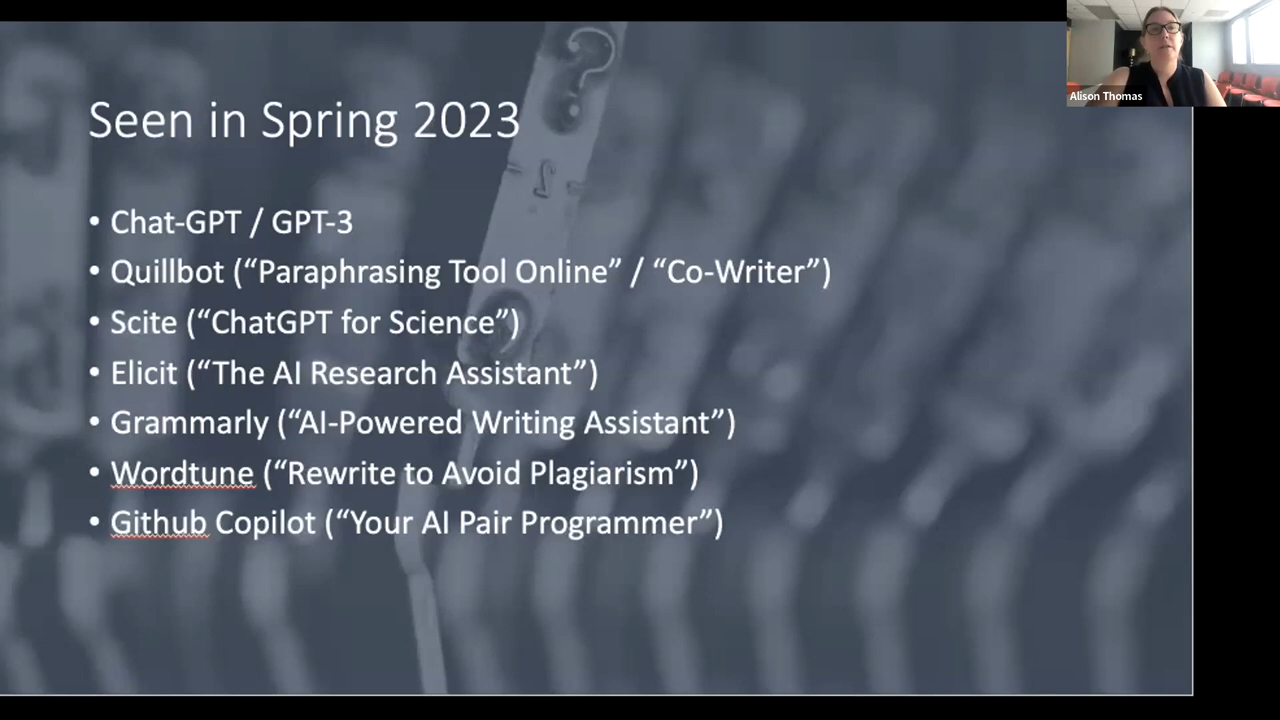 Seen in Spring 2023
• Chat-GPT / GPT-3
• Quillbot (“Paraphrasing Tool Online” / “Co-Writer”)
• Scite (“ChatGPT for Science”)
• Elicit (“The AI Research Assistant”)
• Grammarly (“AI-Powered Writing Assistant”)
• Wordtune (“Rewrite to Avoid Plagiarism”)
• Github Copilot (“Your AI Pair Programmer”)
Alison Thomas
?